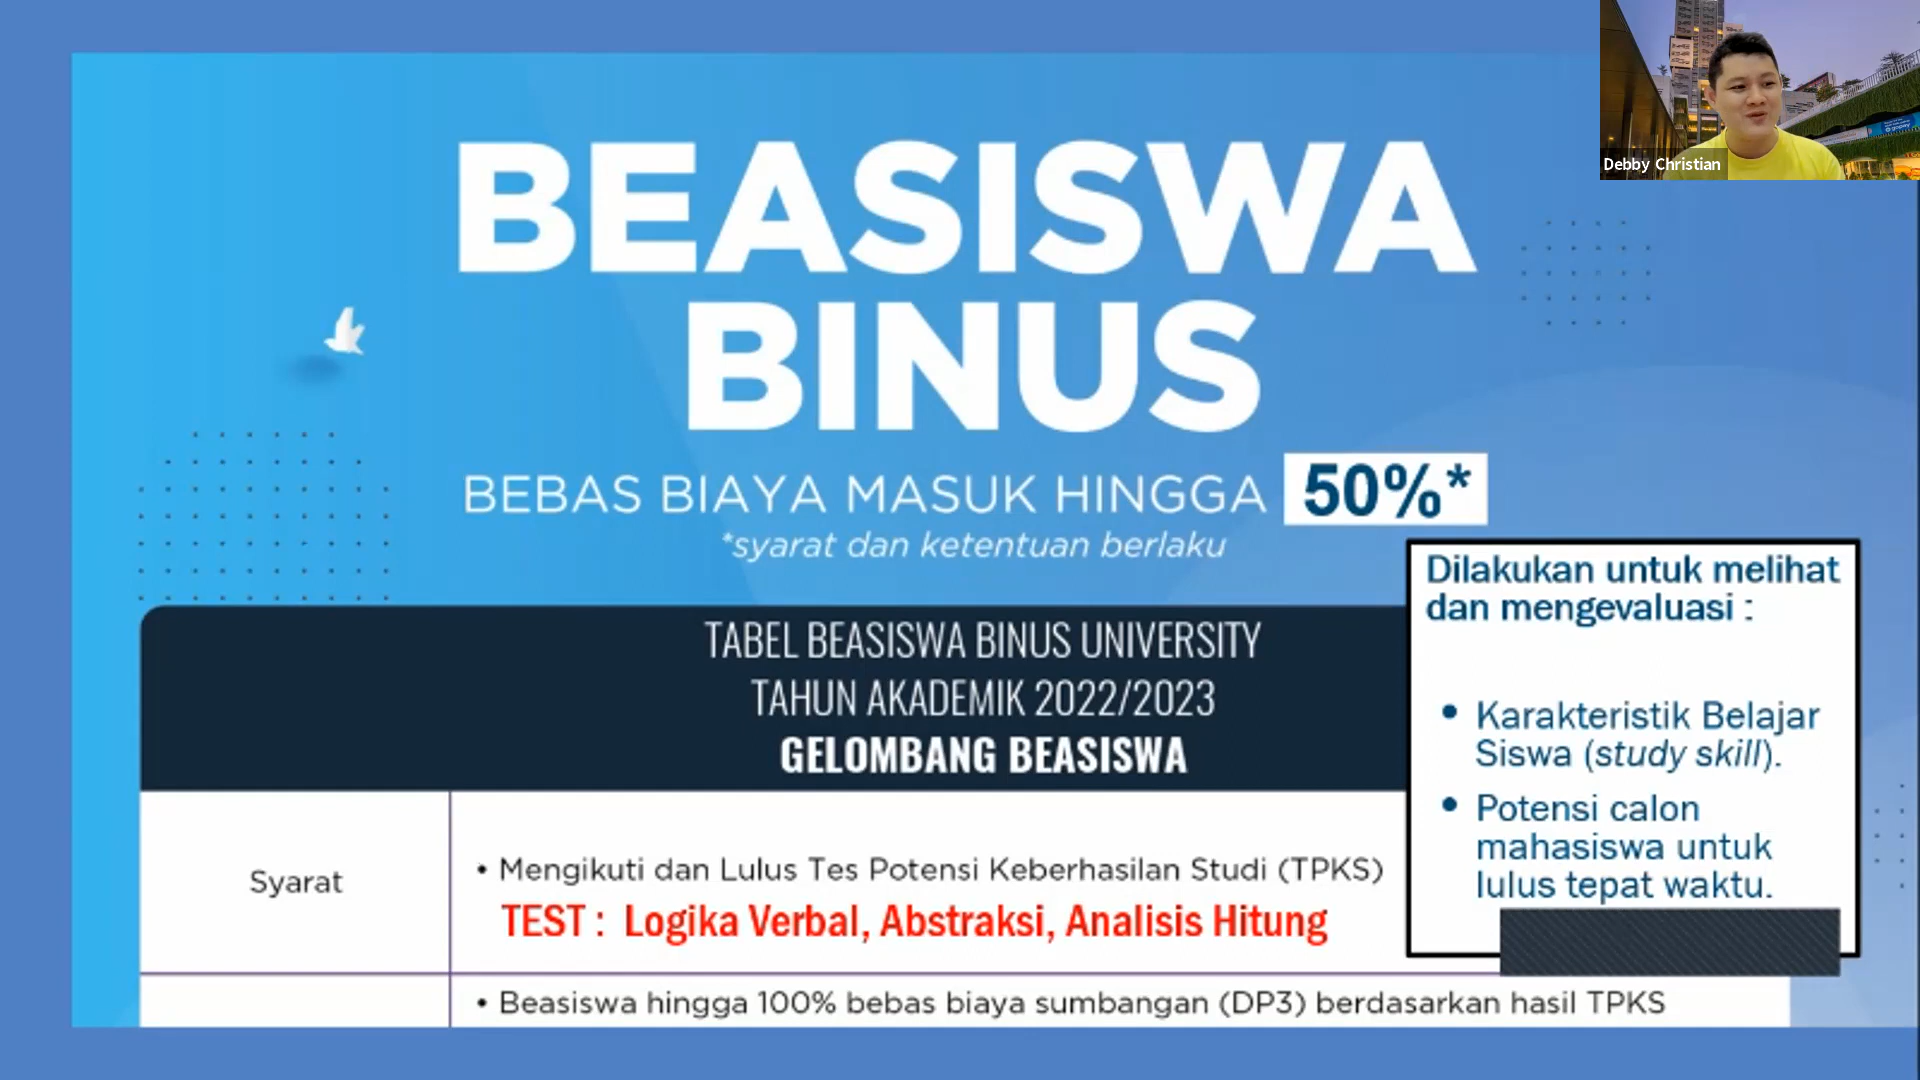 Debby Christian
BEASISWA
BINUS
BEBAS BIAYA MASUK HINGGA 50%*
*syarat dan ketentuan berlaku
TABEL BEASISWA BINUS UNIVERSITY
TAHUN AKADEMIK 2022/2023
GELOMBANG BEASISWA
Syarat
• Mengikuti dan Lulus Tes Potensi Keberhasilan Studi (TPKS)
TEST : Logika Verbal, Abstraksi, Analisis Hitung
• Beasiswa hingga 100% bebas biaya sumbangan (DP3) berdasarkan hasil TPKS
Dilakukan untuk melihat
dan mengevaluasi :
• Karakteristik Belajar
Siswa (study skill).
• Potensi calon
mahasiswa untuk
lulus tepat waktu.